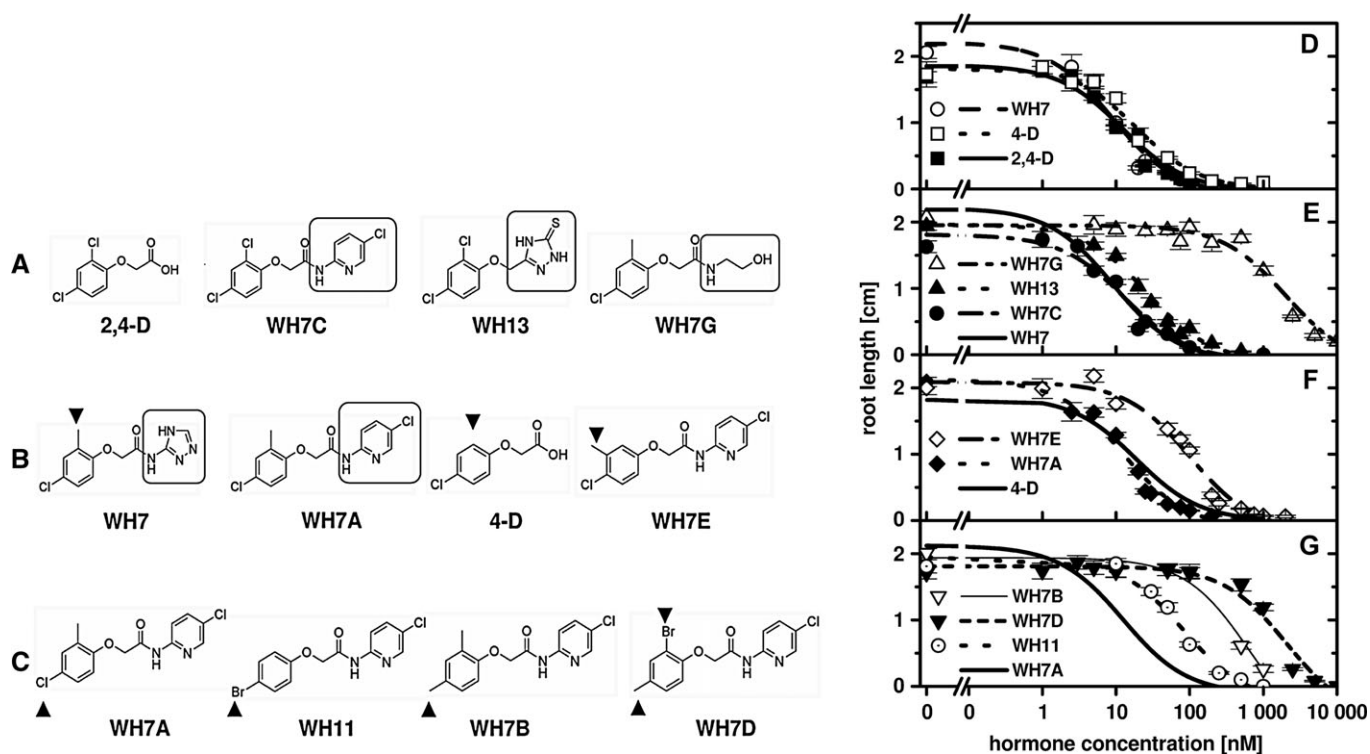 A
Cl
O
O
OH
Cl
2,4-D
Cl
O
O
N
H
N
Cl
Cl
WH7C
Cl
O
HN
S
NH
N
Cl
WH13
O
O
N
H
OH
Cl
WH7G
B
O
O
N
H
HN
N
N
Cl
WH7
O
O
N
H
N
Cl
Cl
WH7A
O
O
OH
Cl
4-D
O
O
N
H
N
Cl
Cl
WH7E
C
O
O
N
H
N
Cl
Cl
WH7A
O
O
N
H
N
Cl
Br
WH11
O
O
N
H
N
Cl
WH7B
Br
O
O
N
H
N
Cl
WH7D
root length [cm]
D
2
1
0
WH7
4-D
2,4-D
E
2
1
0
WH7G
WH13
WH7C
WH7
F
2
1
0
WH7E
WH7A
4-D
G
2
1
0
WH7B
WH7D
WH11
WH7A
0 0 1 10 100 1 000 10 000
hormone concentration [nM]